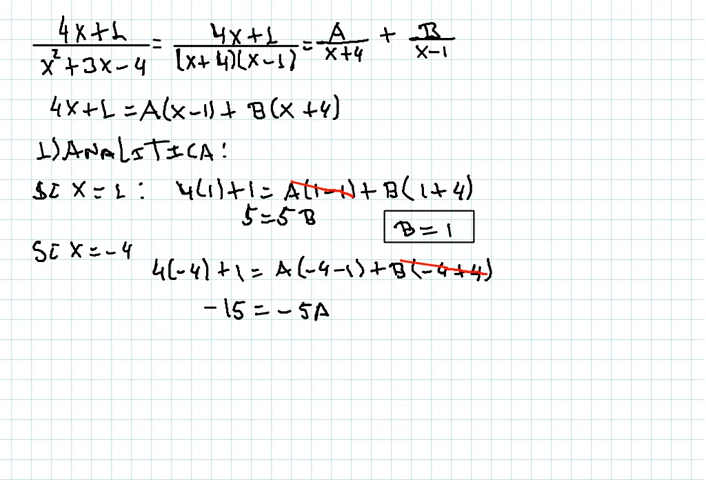 4x+1/x²+3x-4 = 4x+1/(x+4)(x-1) = A/x+4 + B/x-1
4x+1 = A(x-1) + B(x+4)
1) ANALITICA:
SI X=1: 4(1)+1 = A(1-1) + B(1+4)
5=5B B=1
SI X=-4
4(-4)+1 = A(-4-1) + B(-4+4)
-15 = -5A